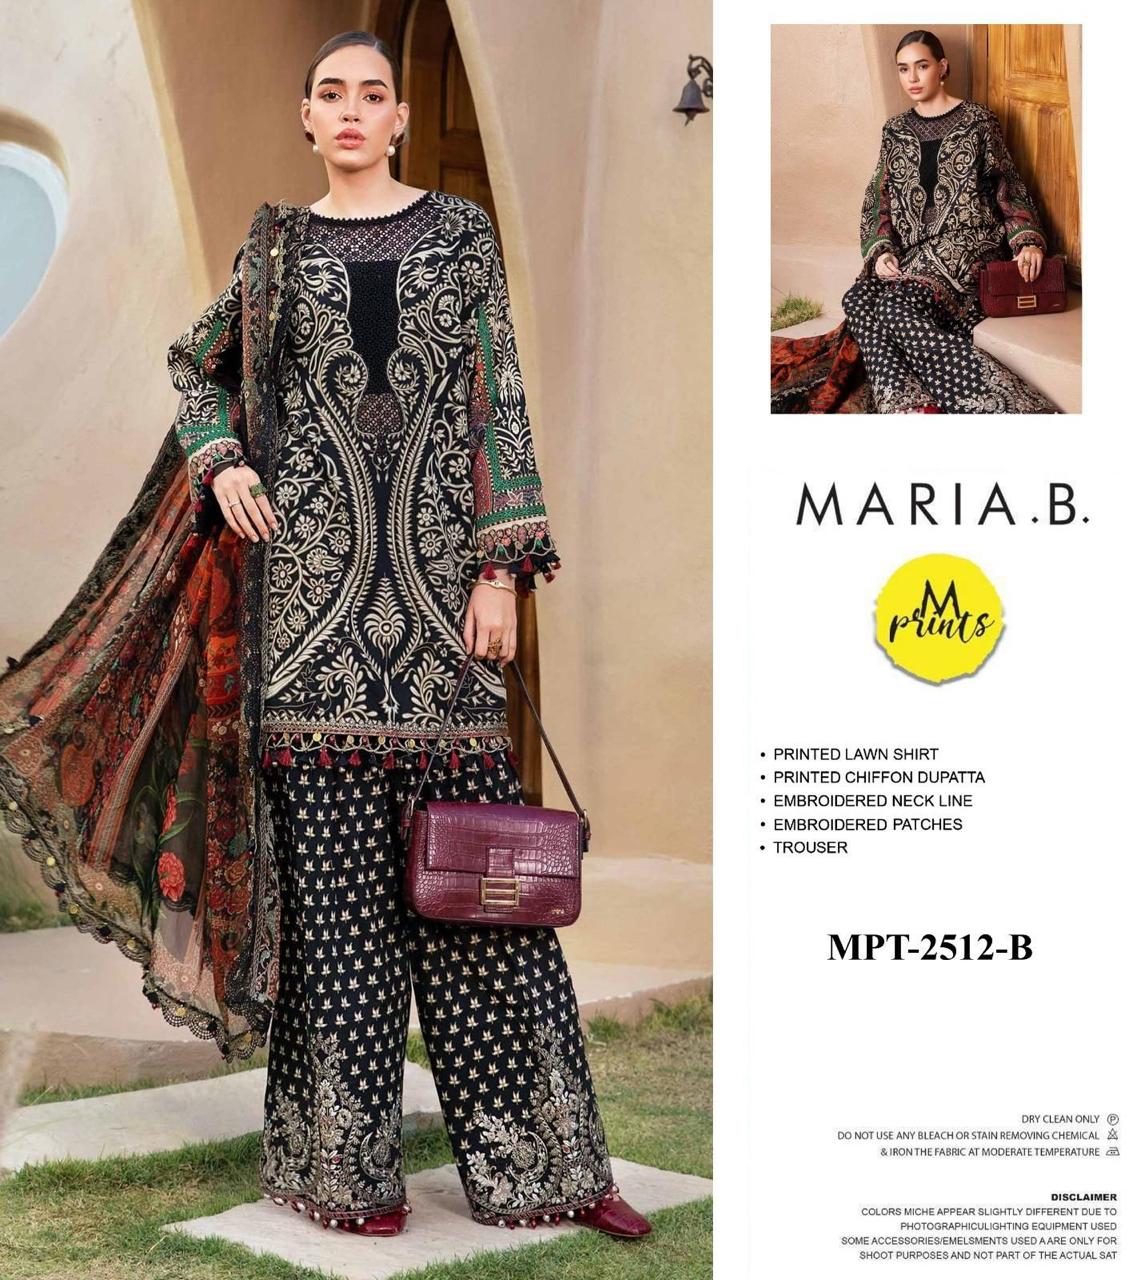 MARIA .B.
M
prints
• PRINTED LAWN SHIRT
• PRINTED CHIFFON DUPATTA
• EMBROIDERED NECK LINE
• EMBROIDERED PATCHES
• TROUSER
MPT-2512-B
DRY CLEAN ONLY Ⓟ
DO NOT USE ANY BLEACH OR STAIN REMOVING CHEMICAL
& IRON THE FABRIC AT MODERATE TEMPERATURE
DISCLAIMER
COLORS MICHE APPEAR SLIGHTLY DIFFERENT DUE TO
PHOTOGRAPHICULIGHTING EQUIPMENT USED
SOME ACCESSORIES/EMELSMENTS USED A ARE ONLY FOR
SHOOT PURPOSES AND NOT PART OF THE ACTUAL SAT